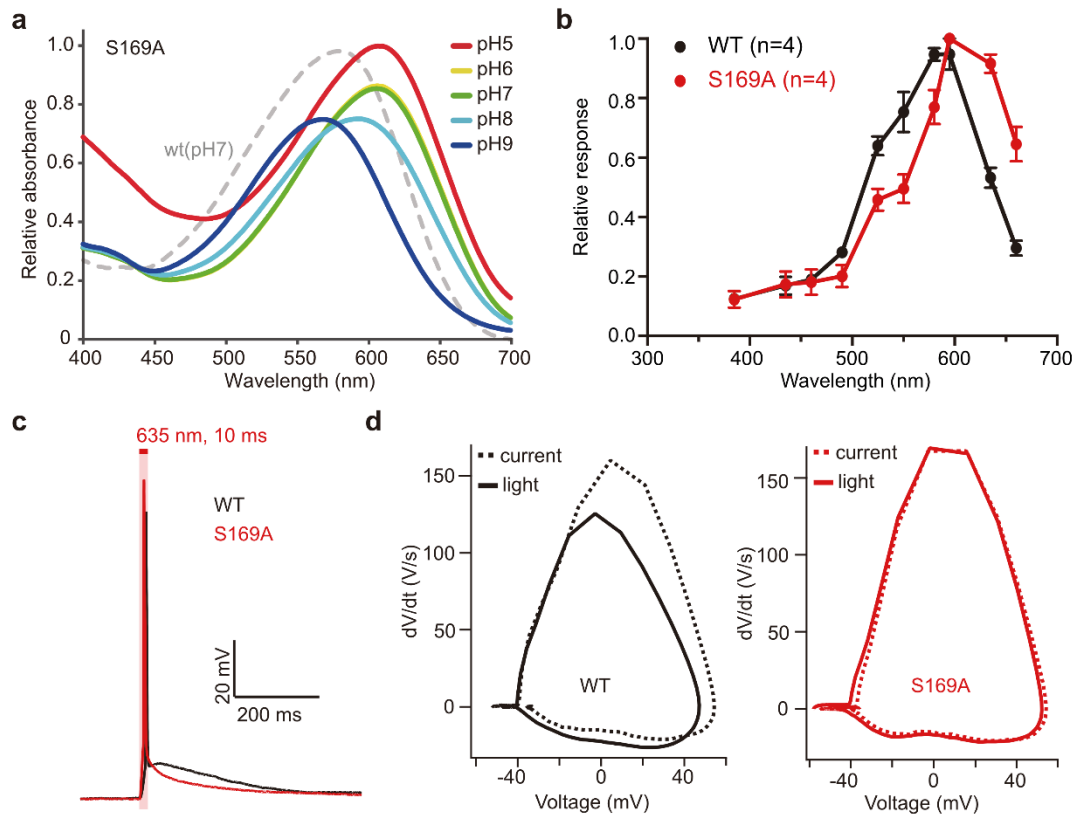 a
S169A
wt(pH7)
pH5
pH6
pH7
pH8
pH9
Relative absorbance
1.0
0.8
0.6
0.4
0.2
0
400 450 500 550 600 650 700
Wavelength (nm)
b
WT (n=4)
S169A (n=4)
Relative response
1.0
0.8
0.6
0.4
0.2
0.0
300 400 500 600 700
Wavelength (nm)
c
635 nm, 10 ms
WT
S169A
20 mV
200 ms
d
current
light
WT
dV/dt (V/s)
150
100
50
0
-40 0 40
Voltage (mV)
current
light
S169A
dV/dt (V/s)
150
100
50
0
-40 0 40
Voltage (mV)